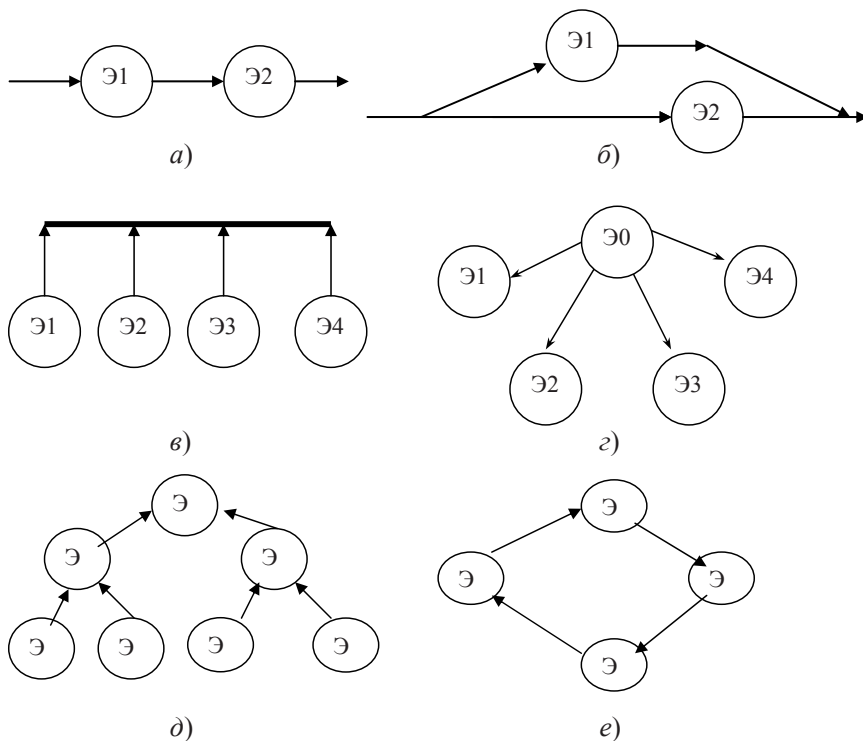 Э1 Э2
а)
Э1
Э2
б)
Э1 Э2 Э3 Э4
в)
Э0
Э1 Э4
Э2 Э3
г)
Э
Э Э
Э Э Э Э
д)
Э
Э Э
Э
е)